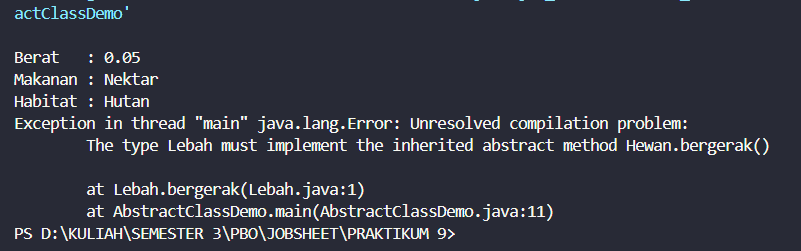 actClassDemo'
Berat   : 0.05
Makanan : Nektar
Habitat : Hutan
Exception in thread "main" java.lang.Error: Unresolved compilation problem:
        The type Lebah must implement the inherited abstract method Hewan.bergerak()
        at Lebah.bergerak(Lebah.java:1)
        at AbstractClassDemo.main(AbstractClassDemo.java:11)
PS D:\KULIAH\SEMESTER 3\PBO\JOBSHEET\PRAKTIKUM 9>